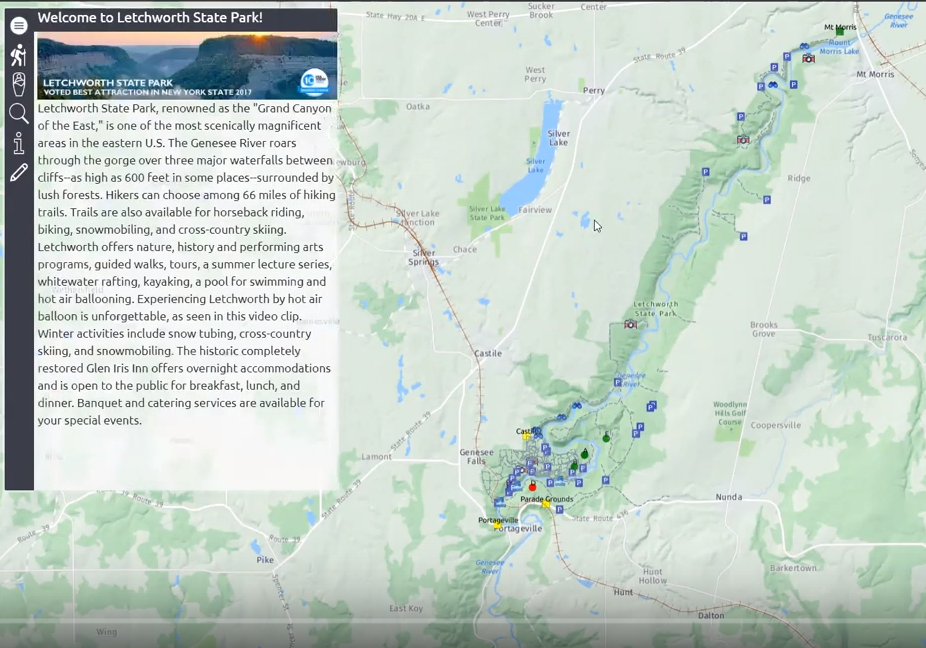 Welcome to Letchworth State Park!
LETCHWORTH STATE PARK
VOTED BEST ATTRACTION IN NEW YORK STATE 2017
Letchworth State Park, renowned as the "Grand Canyon
of the East," is one of the most scenically magnificent
areas in the eastern U.S. The Genesee River roars
through the gorge over three major waterfalls between
cliffs--as high as 600 feet in some places--surrounded by
lush forests. Hikers can choose among 66 miles of hiking
trails. Trails are also available for horseback riding,
biking, snowmobiling, and cross-country skiing.
Letchworth offers nature, history and performing arts
programs, guided walks, tours, a summer lecture series,
whitewater rafting, kayaking, a pool for swimming and
hot air ballooning. Experiencing Letchworth by hot air
balloon is unforgettable, as seen in this video clip.
Winter activities include snow tubing, cross-country
skiing, and snowmobiling. The historic completely
restored Glen Iris Inn offers overnight accommodations
and is open to the public for breakfast, lunch, and
dinner. Banquet and catering services are available for
your special events.
State Hwy 20A E
West Perry
Center
Sucker
Brook
Center
State Route 39
Genesee
River
Mt Morris
Mount
Morris Lake
Mt Morris
West
Perry
Perry
Oatka
Silver
Lake
Silver
Lake
Ridge
Silver Lake
State Park
Fairview
Silver Lake
Junction
Chace
Silver
Springs
Letchworth
State Park
Brooks
Grove
Tuscarora
Castile
Genesee
River
Woodlyn
Hills Golf
Course
Coopersville
State Route 39
Lamont
Genesee
Falls
Parade Grounds
Nunda
State Route 436
Portageville
Portageville
Route 39
Route 39
Pike
Genesee
River
Barkertown
Hunt
Hollow
Hunt
East Koy
Dalton
Wing